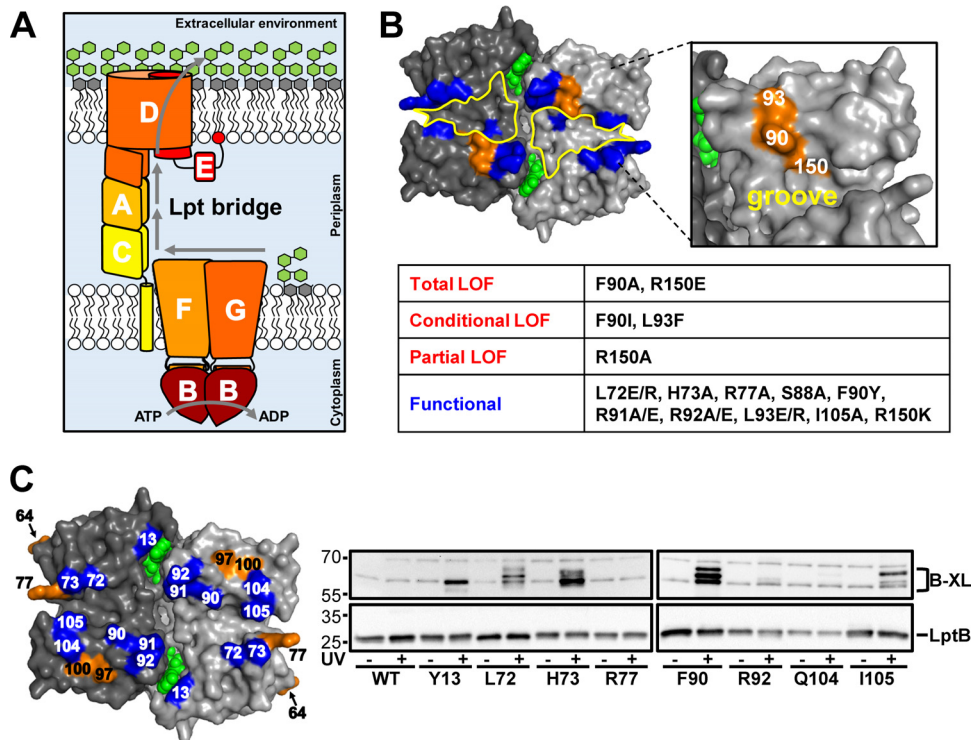 A
Extracellular environment
D
E
Periplasm
A
Lpt bridge
C
F
G
B
B
ATP
ADP
Cytoplasm
B
93
90
150
groove
Total LOF
F90A, R150E
Conditional LOF
F90I, L93F
Partial LOF
R150A
Functional
L72E/R, H73A, R77A, S88A, F90Y,
R91A/E, R92A/E, L93E/R, I105A, R150K
C
64
77
73
72
13
92
91
90
97
100
104
105
105
104
100
97
90
91
92
13
72
73
77
64
70
55
35
25
B-XL
LptB
UV
- + - + - + - + - +
WT Y13 L72 H73 R77
- + - + - + - +
F90 R92 Q104 I105